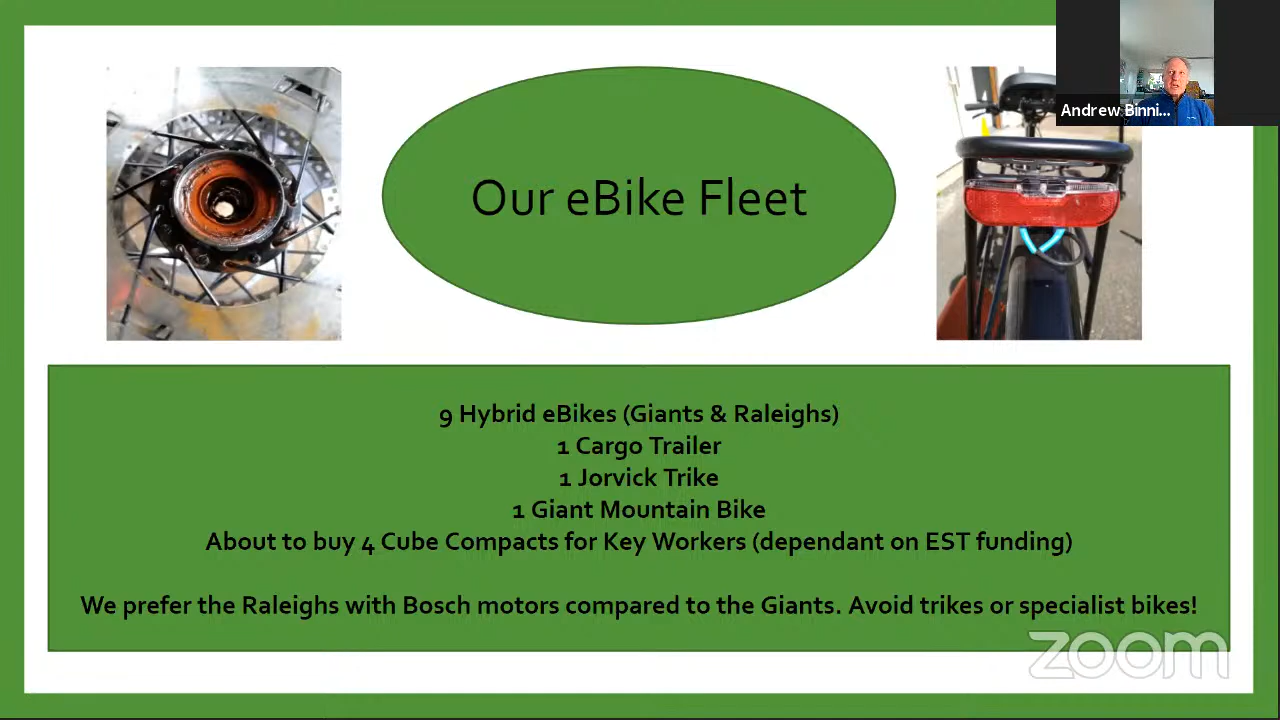 Andrew Binni...
Our eBike Fleet
9 Hybrid eBikes (Giants & Raleighs)
1 Cargo Trailer
1 Jorvick Trike
1 Giant Mountain Bike
About to buy 4 Cube Compacts for Key Workers (dependant on EST funding)
We prefer the Raleighs with Bosch motors compared to the Giants. Avoid trikes or specialist bikes!
zoom